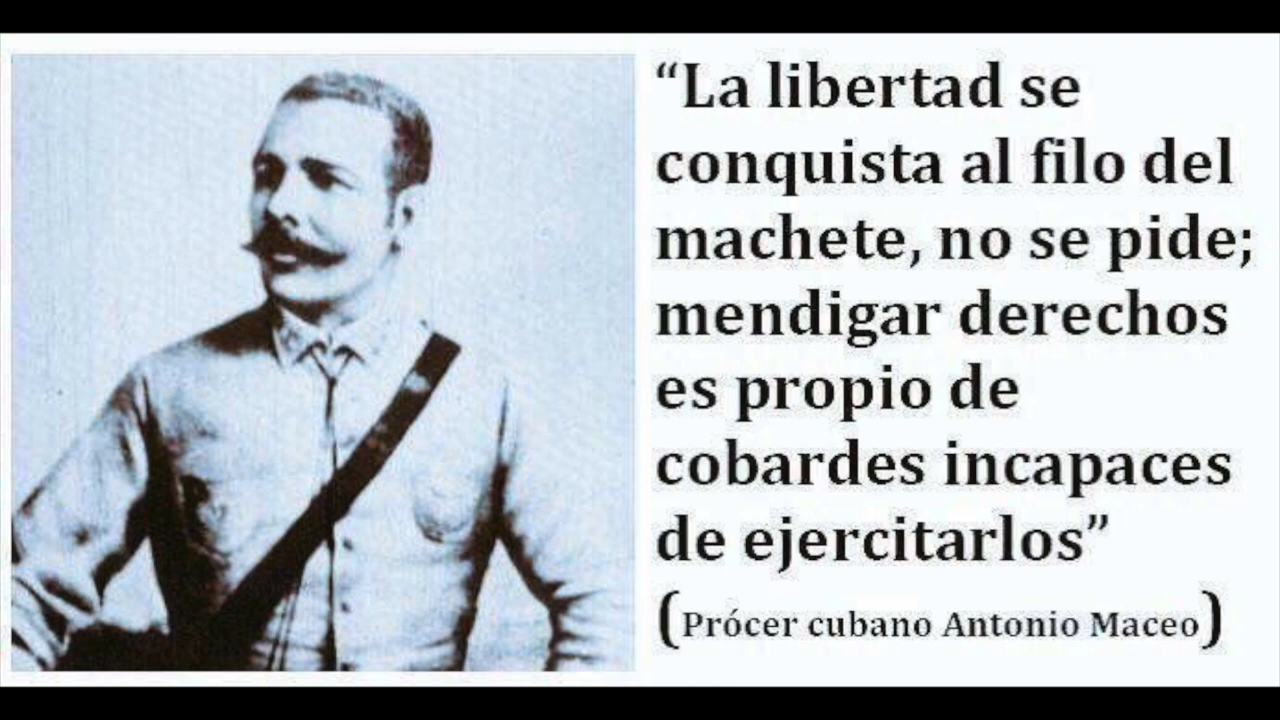 “La libertad se
conquista al filo del
machete, no se pide;
mendigar derechos
es propio de
cobardes incapaces
de ejercitarlos”
(Prócer cubano Antonio Maceo)